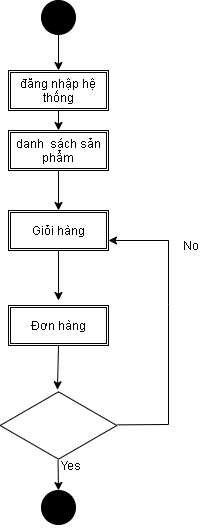 đăng nhập hệ
thống
danh sách sản
phẩm
Giỏi hàng
No
Đơn hàng
Yes